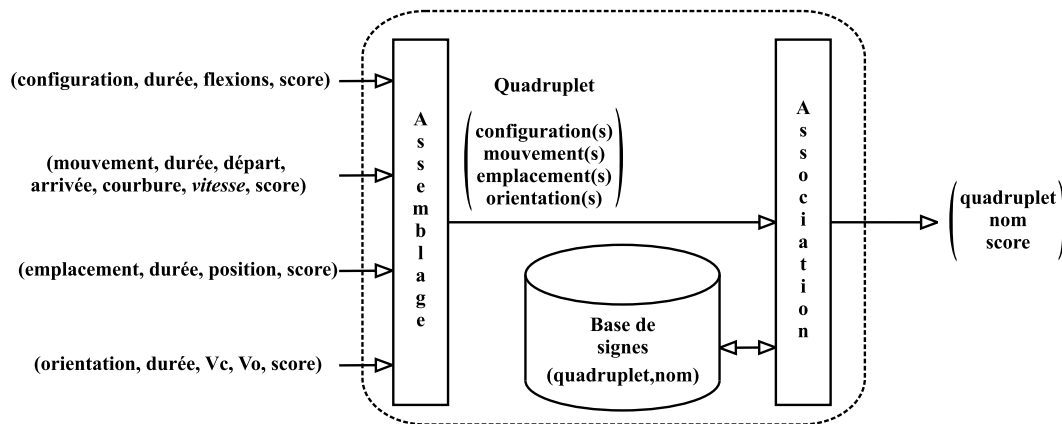 (configuration, durée, flexions, score)
(mouvement, durée, départ,
arrivée, courbure, vitesse, score)
(emplacement, durée, position, score)
(orientation, durée, Vc, Vo, score)
Assemblage
Quadruplet
configuration(s)
mouvement(s)
emplacement(s)
orientation(s)
Base de
signes
(quadruplet,nom)
Association
quadruplet
nom
score